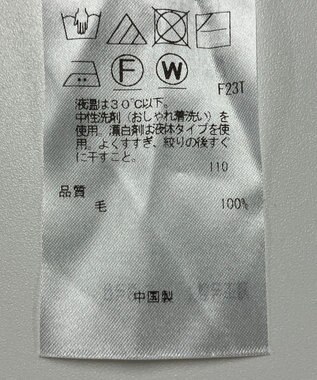 F W
F23T
液温は30℃以下。
中性洗剤（おしゃれ着洗い）を
使用。漂白剤は液体タイプを使
用。よくすすぎ、絞りの後すぐ
に干すこと。
110
品質
毛 100%
中国製